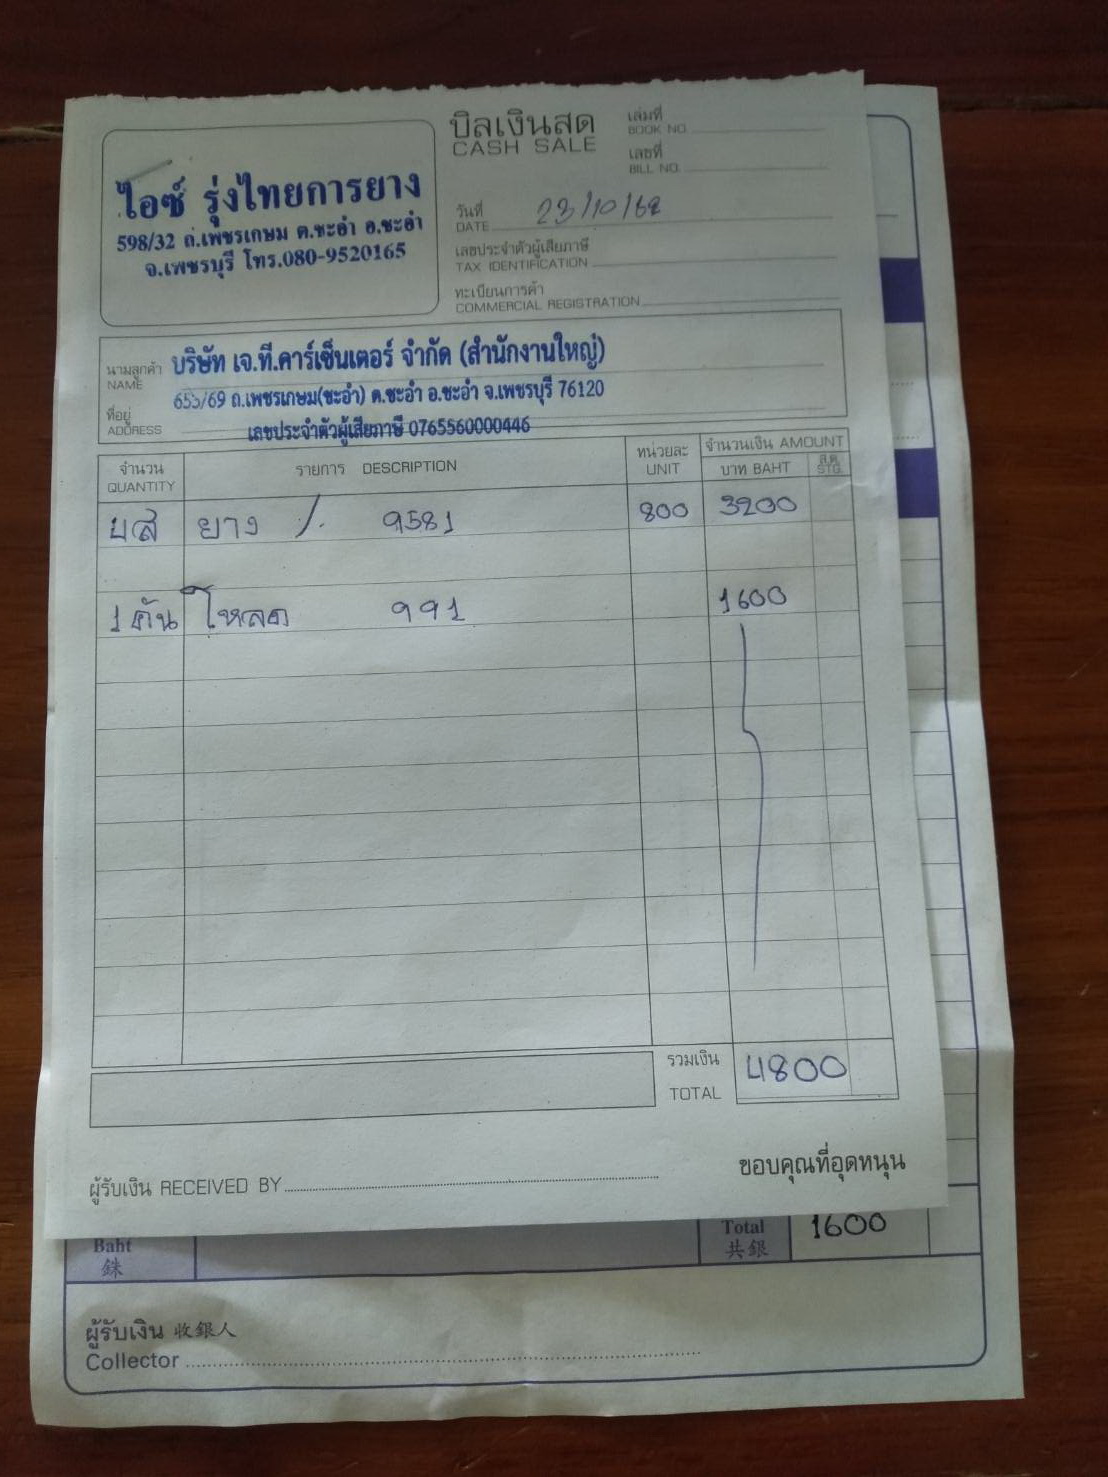 บิลเงินสด
CASH SALE
เล่มที่
BOOK NO.
เลขที่
BILL NO.
ไอซ์ รุ่งไทยการยาง
598/32 ถ.เพชรเกษม ต.ชะอำ อ.ชะอำ
จ.เพชรบุรี โทร.080-9520165
วันที่ 23/10/62
DATE
เลขประจำตัวผู้เสียภาษี
TAX IDENTIFICATION
ทะเบียนการค้า
COMMERCIAL REGISTRATION
นามลูกค้า บริษัท เจ.ที.คาร์เซ็นเตอร์ จำกัด (สำนักงานใหญ่)
NAME
655/69 ถ.เพชรเกษม(ชะอำ) ต.ชะอำ อ.ชะอำ จ.เพชรบุรี 76120
ที่อยู่
ADDRESS
เลขประจำตัวผู้เสียภาษี 0765560000446
จำนวน รายการ DESCRIPTION หน่วยละ จำนวนเงิน AMOUNT
QUANTITY UNIT บาท BAHT ส.ต. STG.
ยาง 9581 800 3200
1 คัน โหลด 991 1600
รวมเงิน 4800
TOTAL
ขอบคุณที่อุดหนุน
ผู้รับเงิน RECEIVED BY
Baht Total 1600
銖 共銀
ผู้รับเงิน 收銀人
Collector